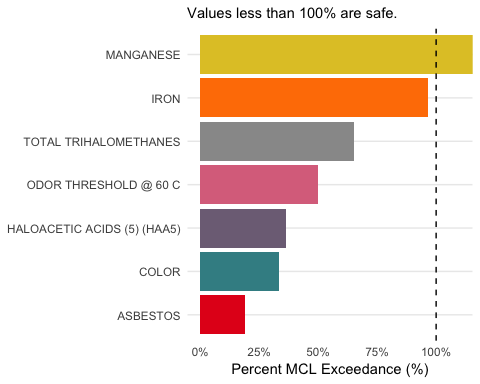 Values less than 100% are safe.
MANGANESE
IRON
TOTAL TRIHALOMETHANES
ODOR THRESHOLD @ 60 C
HALOACETIC ACIDS (5) (HAA5)
COLOR
ASBESTOS
0% 25% 50% 75% 100%
Percent MCL Exceedance (%)